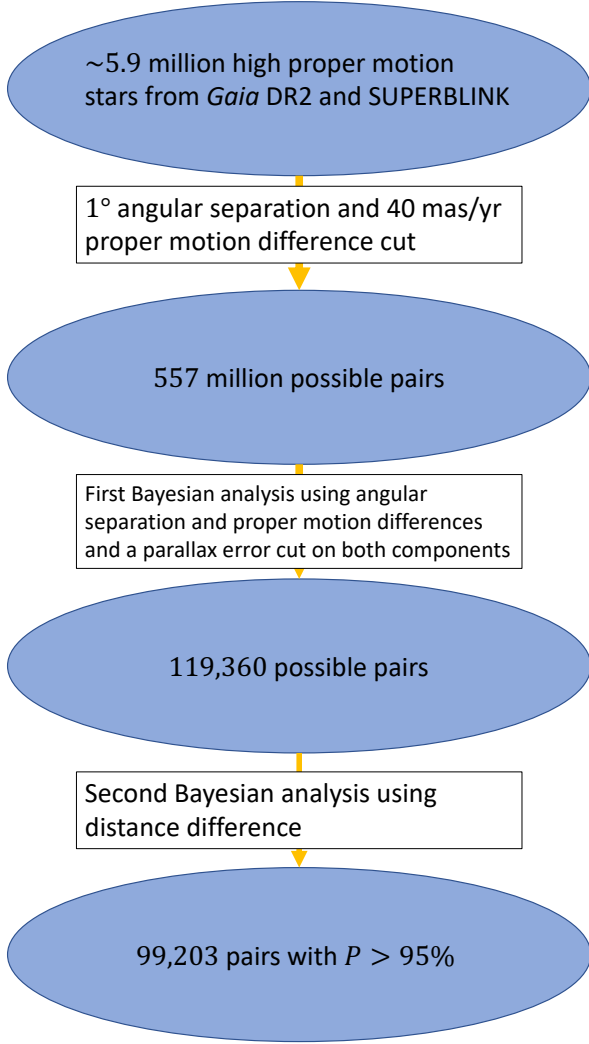 ~5.9 million high proper motion
stars from Gaia DR2 and SUPERBLINK
1° angular separation and 40 mas/yr
proper motion difference cut
557 million possible pairs
First Bayesian analysis using angular
separation and proper motion differences
and a parallax error cut on both components
119,360 possible pairs
Second Bayesian analysis using
distance difference
99,203 pairs with P > 95%